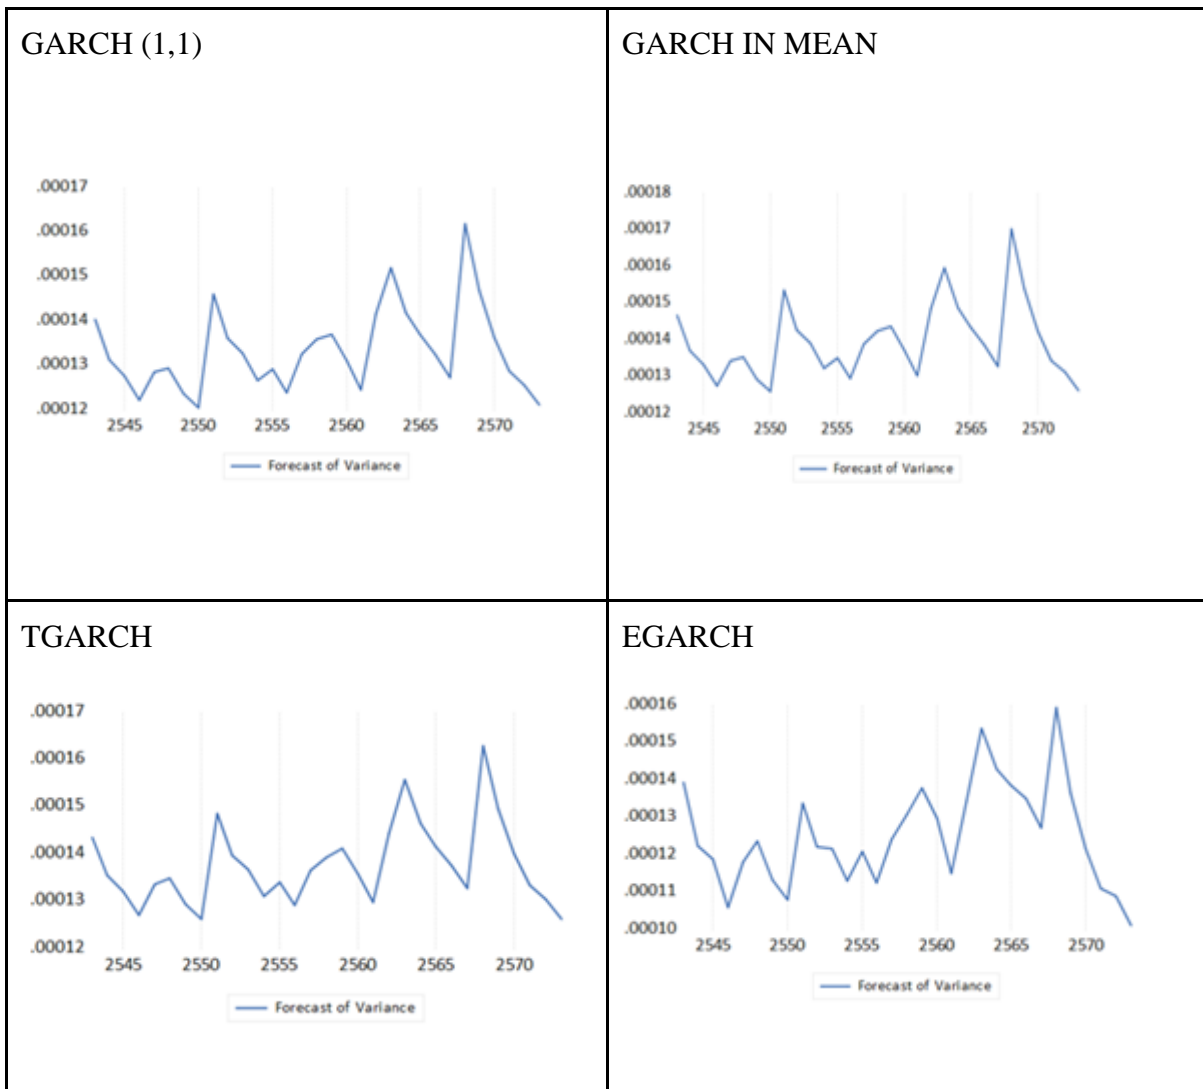 GARCH (1,1)
.00017
.00016
.00015
.00014
.00013
.00012
2545 2550 2555 2560 2565 2570
Forecast of Variance
GARCH IN MEAN
.00018
.00017
.00016
.00015
.00014
.00013
.00012
2545 2550 2555 2560 2565 2570
Forecast of Variance
TGARCH
.00017
.00016
.00015
.00014
.00013
.00012
2545 2550 2555 2560 2565 2570
Forecast of Variance
EGARCH
.00016
.00015
.00014
.00013
.00012
.00011
.00010
2545 2550 2555 2560 2565 2570
Forecast of Variance